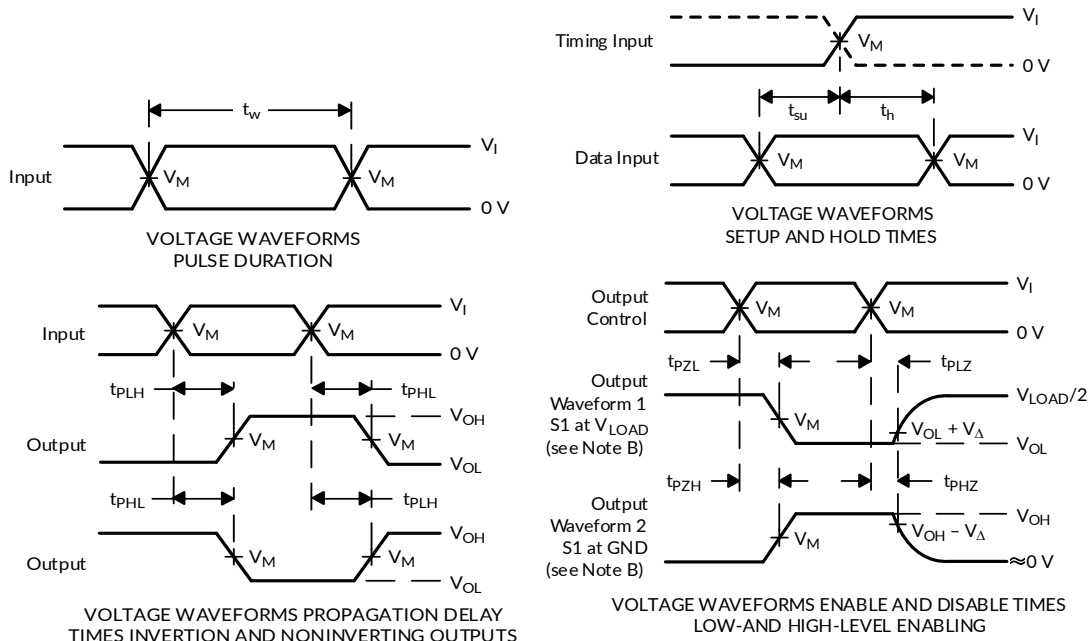 t_w
Input
V_M
V_M
V_I
0 V
VOLTAGE WAVEFORMS
PULSE DURATION
Timing Input
V_M
V_I
0 V
t_su
t_h
Data Input
V_M
V_M
V_I
0 V
VOLTAGE WAVEFORMS
SETUP AND HOLD TIMES
Input
V_M
V_M
V_I
0 V
t_PLH
t_PHL
Output
V_M
V_M
V_OH
V_OL
t_PHL
t_PLH
Output
V_M
V_M
V_OH
V_OL
VOLTAGE WAVEFORMS PROPAGATION DELAY
TIMES INVERTION AND NONINVERTING OUTPUTS
Output
Control
V_M
V_M
V_I
0 V
t_PZL
t_PLZ
Output
Waveform 1
S1 at V_LOAD
(see Note B)
V_M
V_LOAD/2
V_OL + V_Δ
V_OL
t_PZH
t_PHZ
Output
Waveform 2
S1 at GND
(see Note B)
V_M
V_OH
V_OH − V_Δ
≈0 V
VOLTAGE WAVEFORMS ENABLE AND DISABLE TIMES
LOW-AND HIGH-LEVEL ENABLING